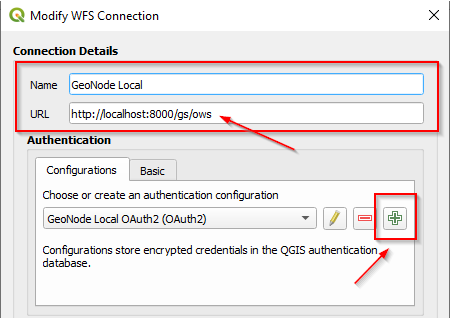 Modify WFS Connection
Connection Details
Name GeoNode Local
URL http://localhost:8000/gs/ows
Authentication
Configurations Basic
Choose or create an authentication configuration
GeoNode Local OAuth2 (OAuth2)
Configurations store encrypted credentials in the QGIS authentication
database.